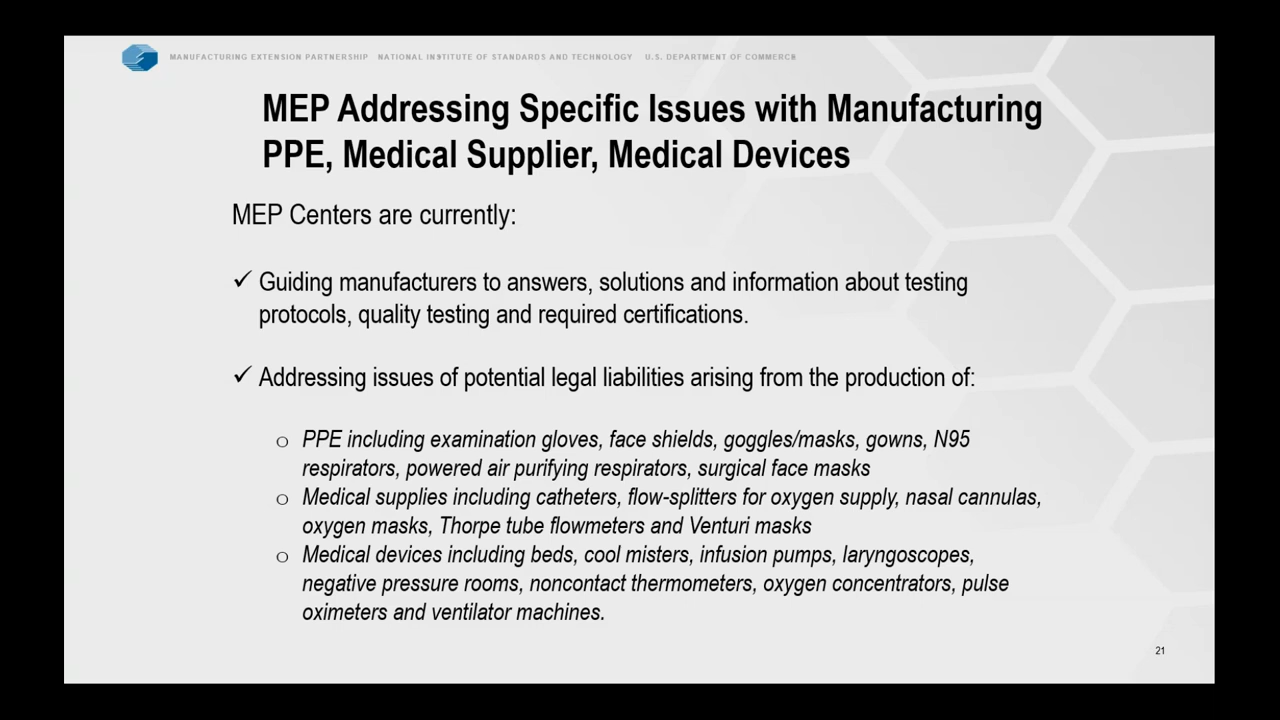 MANUFACTURING EXTENSION PARTNERSHIP NATIONAL INSTITUTE OF STANDARDS AND TECHNOLOGY U.S. DEPARTMENT OF COMMERCE
MEP Addressing Specific Issues with Manufacturing
PPE, Medical Supplier, Medical Devices
MEP Centers are currently:
✓ Guiding manufacturers to answers, solutions and information about testing
protocols, quality testing and required certifications.
✓ Addressing issues of potential legal liabilities arising from the production of:
o PPE including examination gloves, face shields, goggles/masks, gowns, N95
respirators, powered air purifying respirators, surgical face masks
o Medical supplies including catheters, flow-splitters for oxygen supply, nasal cannulas,
oxygen masks, Thorpe tube flowmeters and Venturi masks
o Medical devices including beds, cool misters, infusion pumps, laryngoscopes,
negative pressure rooms, noncontact thermometers, oxygen concentrators, pulse
oximeters and ventilator machines.
21